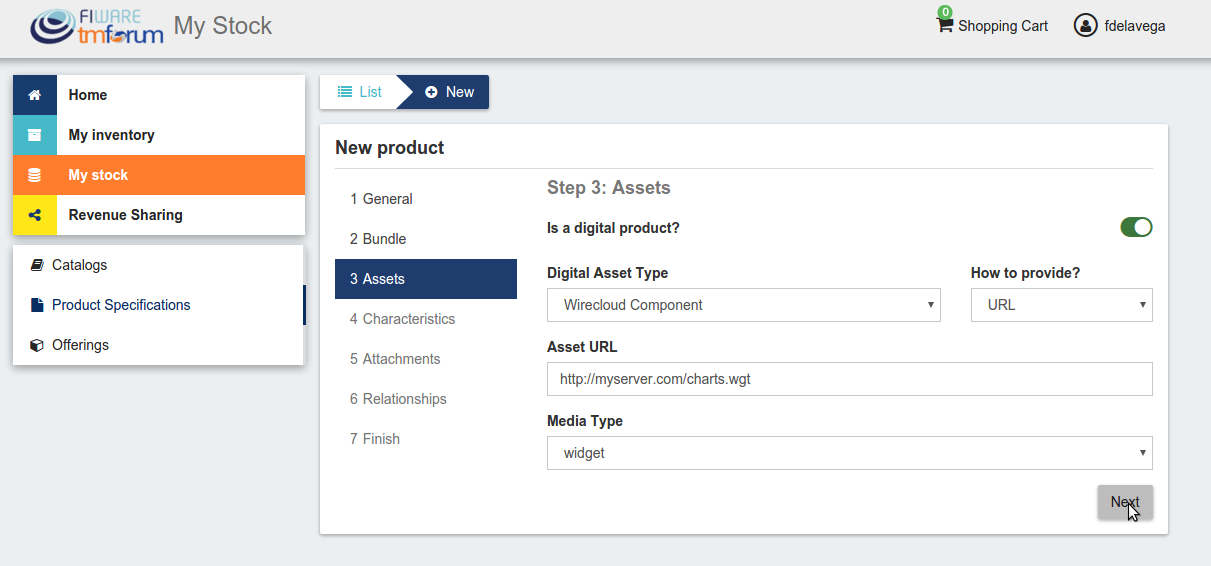 FIWARE
tmforum
My Stock
0
Shopping Cart
fdelavega
Home
My inventory
My stock
Revenue Sharing
Catalogs
Product Specifications
Offerings
List
New
New product
1 General
2 Bundle
3 Assets
4 Characteristics
5 Attachments
6 Relationships
7 Finish
Step 3: Assets
Is a digital product?
Digital Asset Type
How to provide?
Wirecloud Component
URL
Asset URL
http://myserver.com/charts.wgt
Media Type
widget
Next